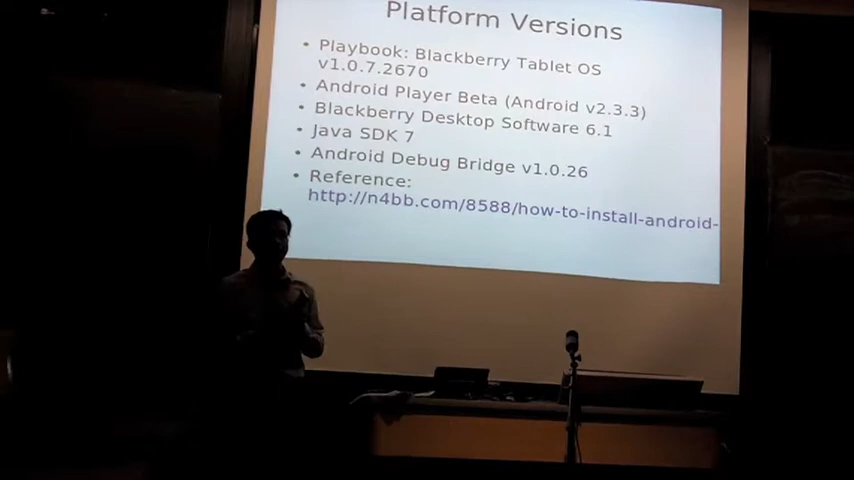 Platform Versions
• Playbook: Blackberry Tablet OS
v1.0.7.2670
• Android Player Beta (Android v2.3.3)
• Blackberry Desktop Software 6.1
• Java SDK 7
• Android Debug Bridge v1.0.26
• Reference:
http://n4bb.com/8588/how-to-install-android-